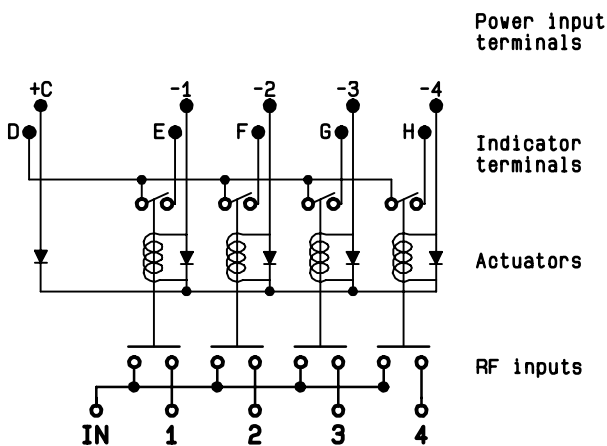 Power input
terminals
+C -1 -2 -3 -4
D E F G H
Indicator
terminals
Actuators
RF inputs
IN 1 2 3 4